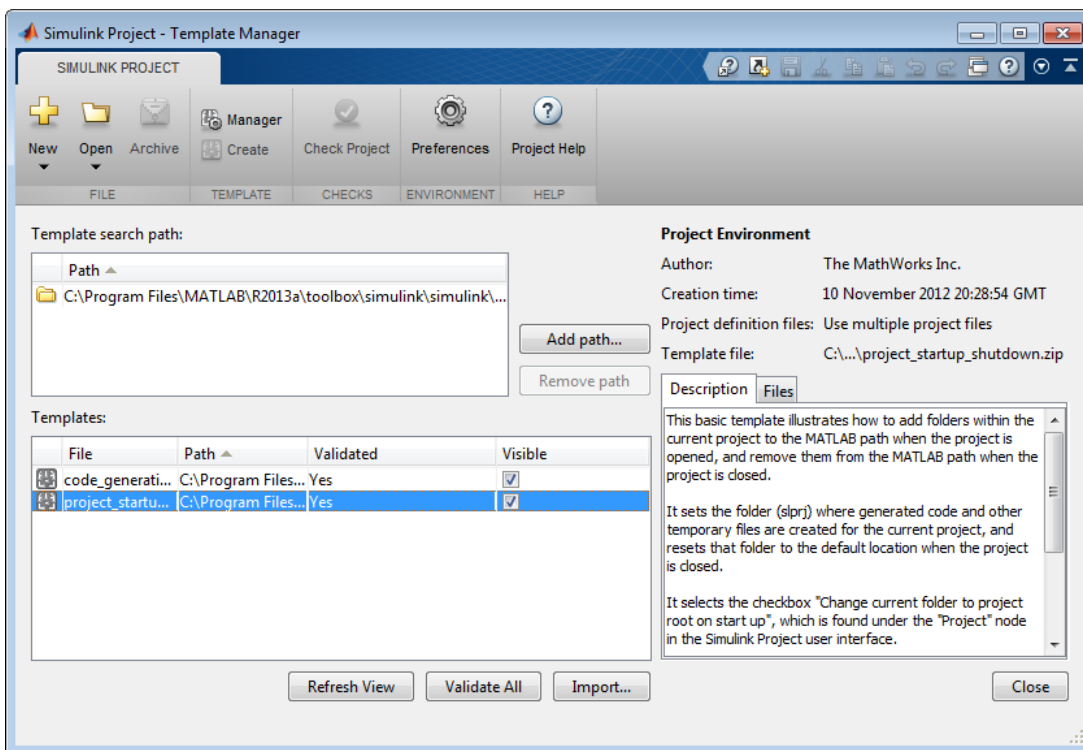 Simulink Project - Template Manager
SIMULINK PROJECT
New
Open
Archive
Manager
Create
Check Project
Preferences
Project Help
FILE
TEMPLATE
CHECKS
ENVIRONMENT
HELP
Template search path:
Path
C:\Program Files\MATLAB\R2013a\toolbox\simulink\simulink\...
Add path...
Remove path
Templates:
File Path Validated Visible
code_generati... C:\Program Files... Yes
project_startu... C:\Program Files... Yes
Refresh View
Validate All
Import...
Project Environment
Author: The MathWorks Inc.
Creation time: 10 November 2012 20:28:54 GMT
Project definition files: Use multiple project files
Template file: C:\...\project_startup_shutdown.zip
Description
Files
This basic template illustrates how to add folders within the
current project to the MATLAB path when the project is
opened, and remove them from the MATLAB path when the
project is closed.
It sets the folder (slprj) where generated code and other
temporary files are created for the current project, and
resets that folder to the default location when the project
is closed.
It selects the checkbox "Change current folder to project
root on start up", which is found under the "Project" node
in the Simulink Project user interface.
Close